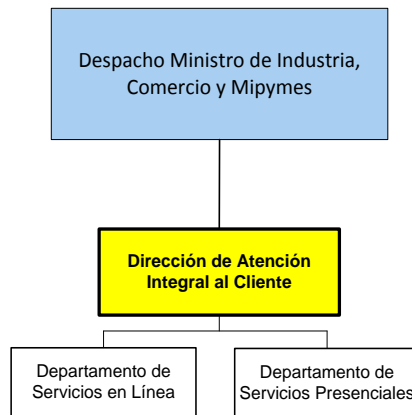 Despacho Ministro de Industria,
Comercio y Mipymes
Dirección de Atención
Integral al Cliente
Departamento de
Servicios en Línea
Departamento de
Servicios Presenciales